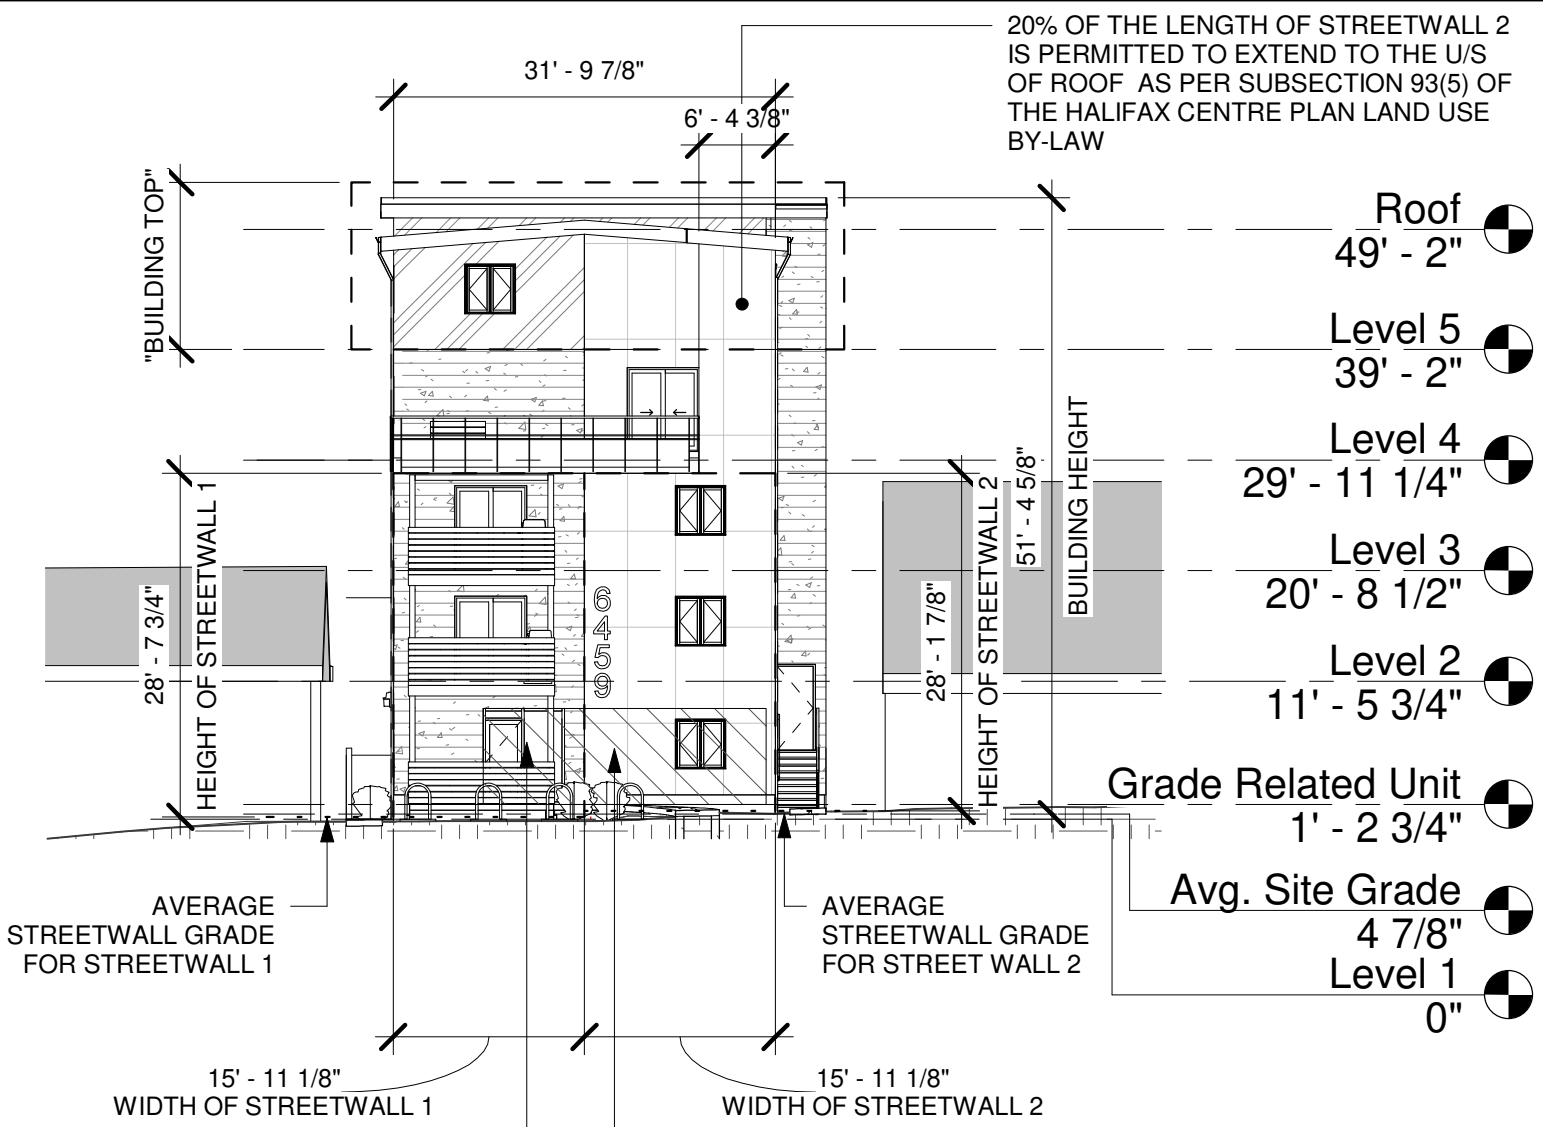 20% OF THE LENGTH OF STREETWALL 2
IS PERMITTED TO EXTEND TO THE U/S
OF ROOF AS PER SUBSECTION 93(5) OF
THE HALIFAX CENTRE PLAN LAND USE
BY-LAW
31' - 9 7/8"
6' - 4 3/8"
"BUILDING TOP"
Roof
49' - 2"
Level 5
39' - 2"
Level 4
29' - 11 1/4"
Level 3
20' - 8 1/2"
Level 2
11' - 5 3/4"
Grade Related Unit
1' - 2 3/4"
Avg. Site Grade
4 7/8"
Level 1
0"
28' - 7 3/4"
HEIGHT OF STREETWALL 1
6
4
5
9
28' - 1 7/8"
HEIGHT OF STREETWALL 2
51' - 4 5/8"
BUILDING HEIGHT
AVERAGE
STREETWALL GRADE
FOR STREETWALL 1
AVERAGE
STREETWALL GRADE
FOR STREET WALL 2
15' - 11 1/8"
WIDTH OF STREETWALL 1
15' - 11 1/8"
WIDTH OF STREETWALL 2